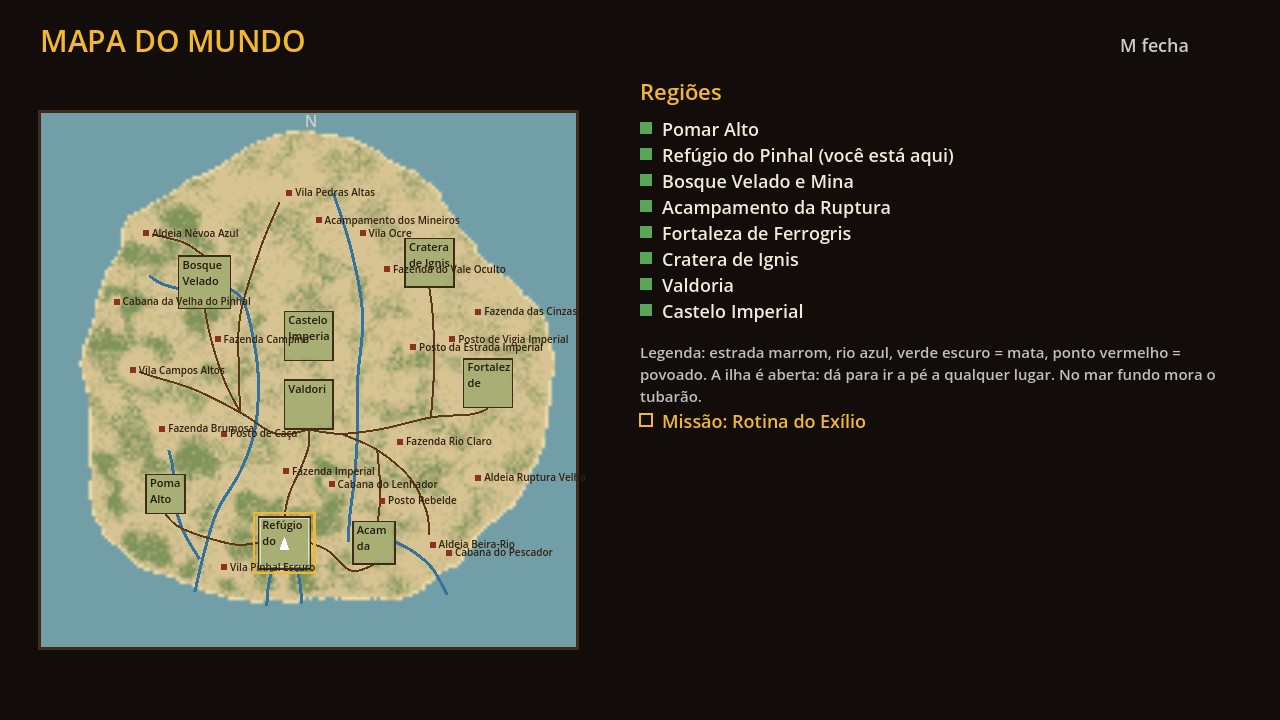 MAPA DO MUNDO
M fecha
N
Vila Pedras Altas
Acampamento dos Mineiros
Aldeia Névoa Azul
Vila Ocre
Cratera
de Ignis
Bosque
Velado
Fazenda do Vale Oculto
Cabana da Velha do Pinhal
Fazenda das Cinzas
Castelo
Imperia
Fazenda Campina
Posto de Vigia Imperial
Posto da Estrada Imperial
Vila Campos Altos
Fortalez
de
Valdori
Fazenda Brumosa
Posto de Caça
Fazenda Rio Claro
Fazenda Imperial
Cabana do Lenhador
Aldeia Ruptura Velha
Poma
Alto
Posto Rebelde
Refúgio
do
Acam
da
Aldeia Beira-Rio
Cabana do Pescador
Vila Pinhal Escuro
Regiões
Pomar Alto
Refúgio do Pinhal (você está aqui)
Bosque Velado e Mina
Acampamento da Ruptura
Fortaleza de Ferrogris
Cratera de Ignis
Valdoria
Castelo Imperial
Legenda: estrada marrom, rio azul, verde escuro = mata, ponto vermelho =
povoado. A ilha é aberta: dá para ir a pé a qualquer lugar. No mar fundo mora o
tubarão.
Missão: Rotina do Exílio